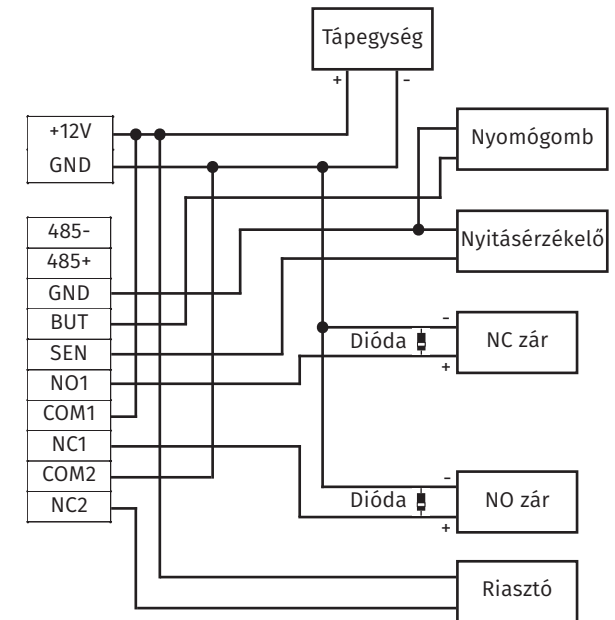 Tápegység
+ -
+12V
GND
Nyomógomb
485-
485+
GND
BUT
SEN
NO1
COM1
NC1
COM2
NC2
Nyitásérzékelő
-
Dióda
NC zár
+
-
Dióda
NO zár
+
Riasztó